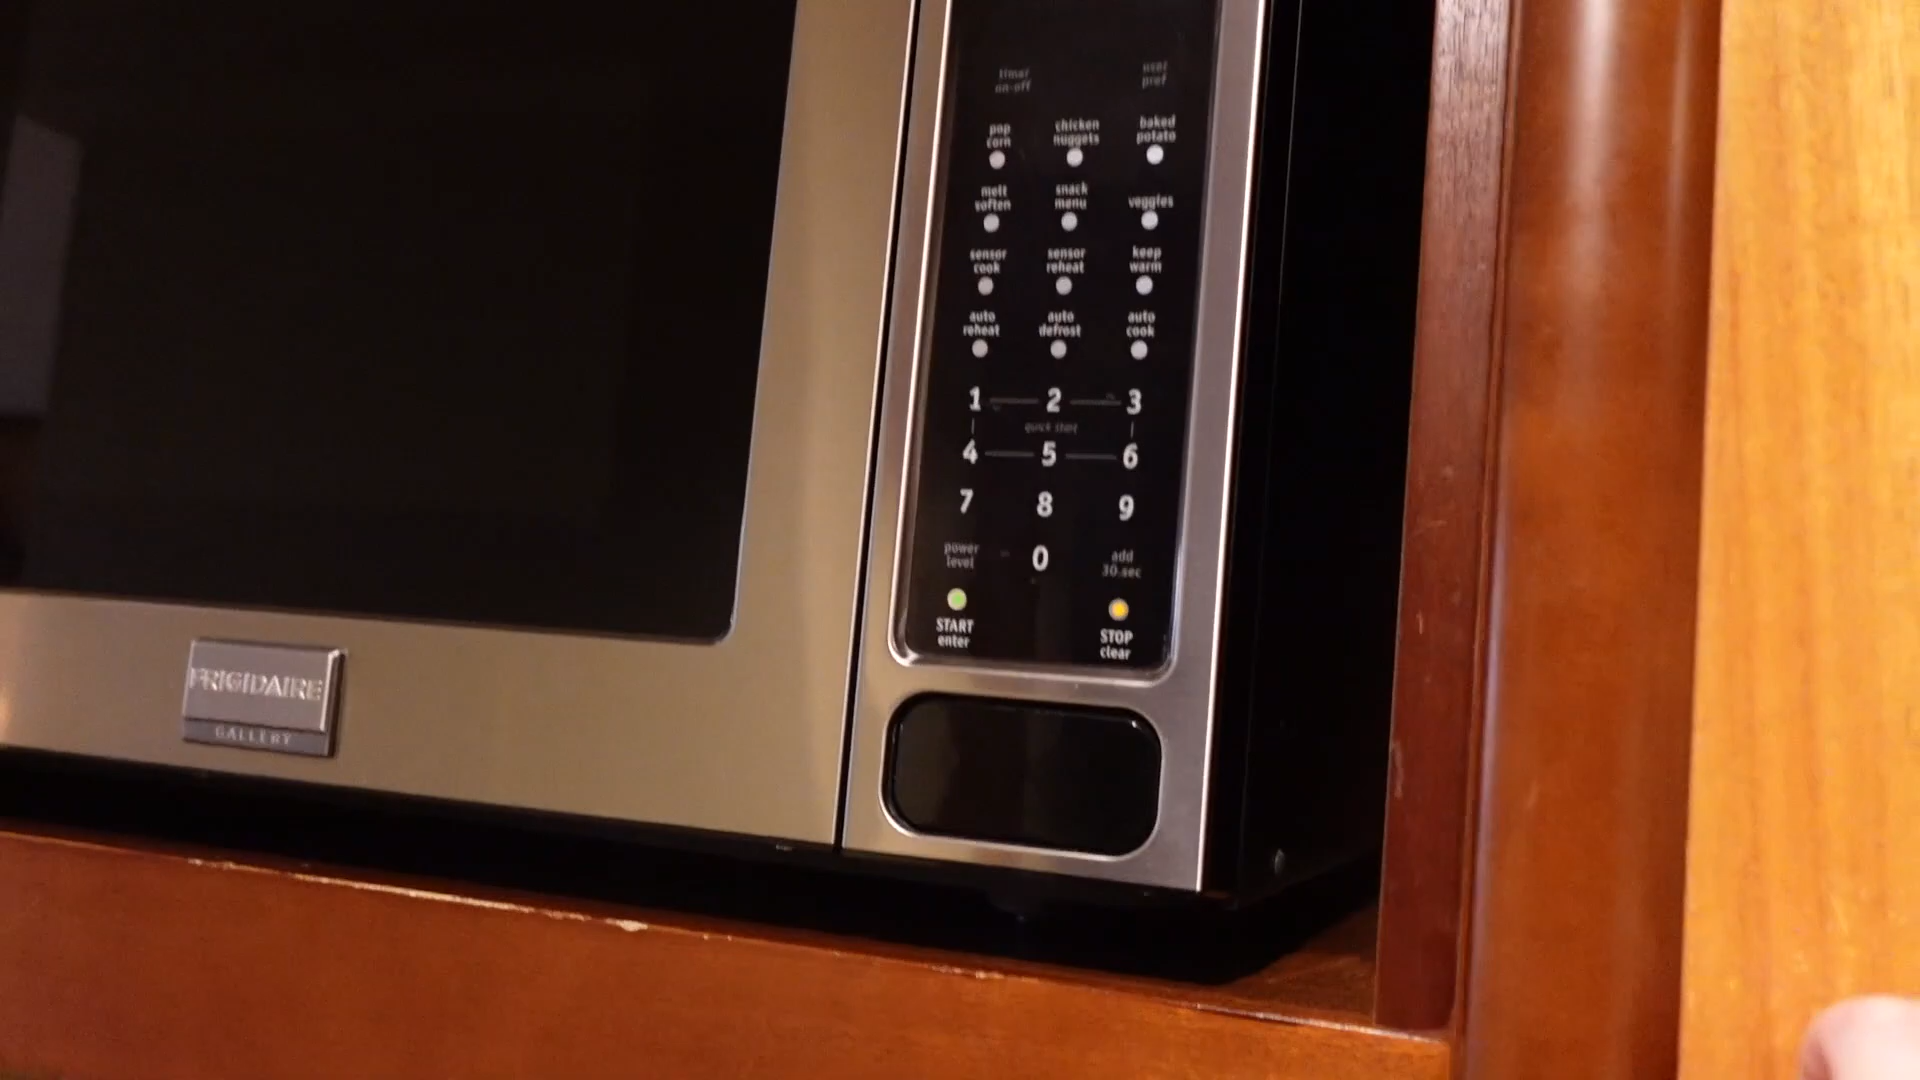 timer
on-off
user
pref
pop
corn
chicken
nuggets
baked
potato
melt
soften
snack
menu
veggies
sensor
cook
sensor
reheat
keep
warm
auto
reheat
auto
defrost
auto
cook
1 2 3
quick start
4 5 6
7 8 9
power
level
0
add
30 sec
START
enter
STOP
clear
FRIGIDAIRE
GALLERY